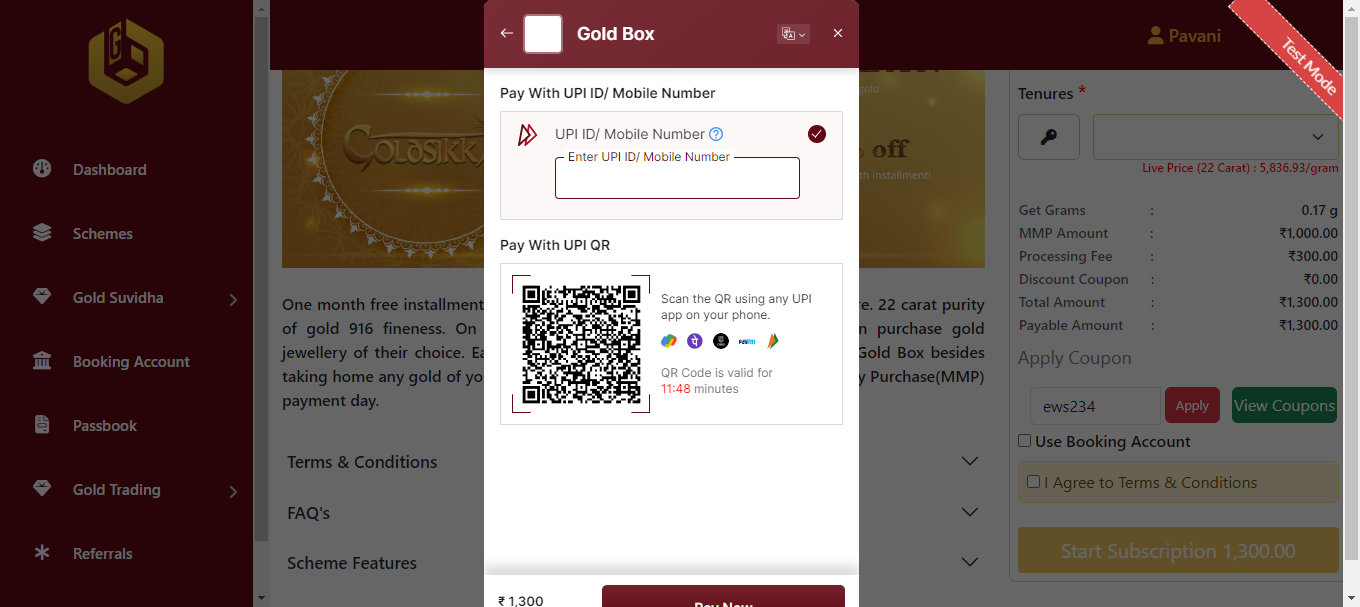 Dashboard
Schemes
Gold Suvidha
Booking Account
Passbook
Gold Trading
Referrals
Pavani
Test Mode
GOLDSIKK
gold
off
th installment!
One month free installment
re. 22 carat purity
of gold 916 fineness. On
n purchase gold
jewellery of their choice. Ea
Gold Box besides
taking home any gold of yo
y Purchase(MMP)
payment day.
Terms & Conditions
FAQ's
Scheme Features
Gold Box
Pay With UPI ID/ Mobile Number
UPI ID/ Mobile Number
Enter UPI ID/ Mobile Number
Pay With UPI QR
Scan the QR using any UPI
app on your phone.
paytm
QR Code is valid for
11:48 minutes
₹ 1,300
Pay Now
Tenures *
Live Price (22 Carat) : 5,836.93/gram
Get Grams : 0.17 g
MMP Amount : ₹1,000.00
Processing Fee : ₹300.00
Discount Coupon : ₹0.00
Total Amount : ₹1,300.00
Payable Amount : ₹1,300.00
Apply Coupon
ews234
Apply
View Coupons
Use Booking Account
I Agree to Terms & Conditions
Start Subscription 1,300.00